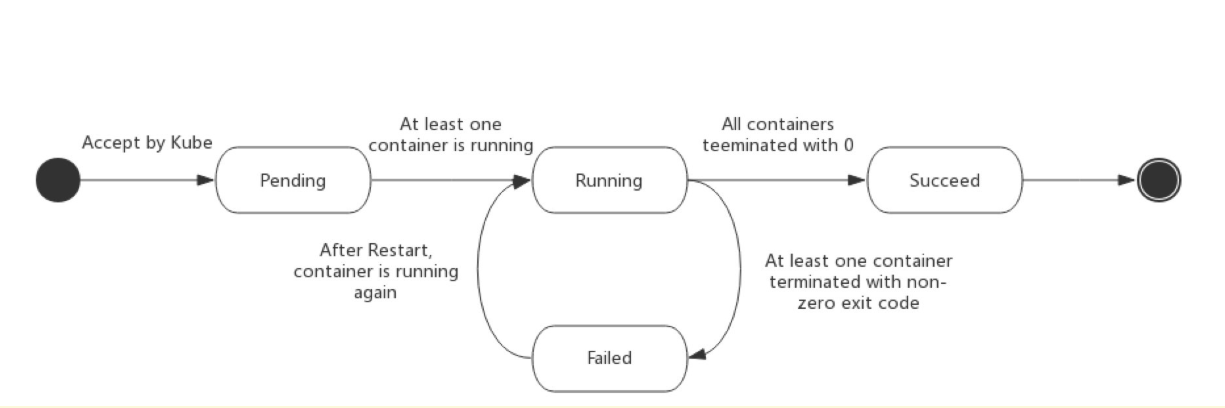 Accept by Kube
At least one
container is running
All containers
teeminated with 0
Pending
Running
Succeed
After Restart,
container is running
again
At least one container
terminated with non-
zero exit code
Failed